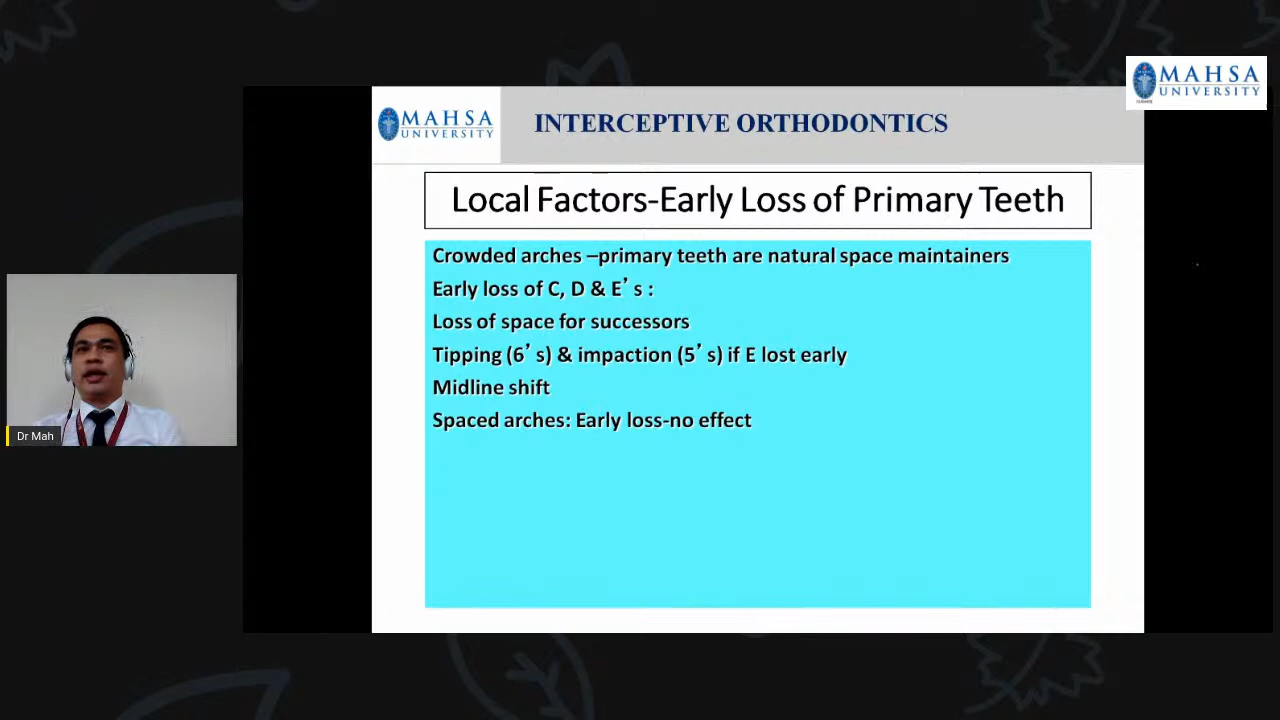 MAHSA
UNIVERSITY
MAHSA
UNIVERSITY
INTERCEPTIVE ORTHODONTICS
Local Factors-Early Loss of Primary Teeth
Crowded arches –primary teeth are natural space maintainers
Early loss of C, D & E’ s :
Loss of space for successors
Tipping (6’ s) & impaction (5’ s) if E lost early
Midline shift
Spaced arches: Early loss-no effect
Dr Mah